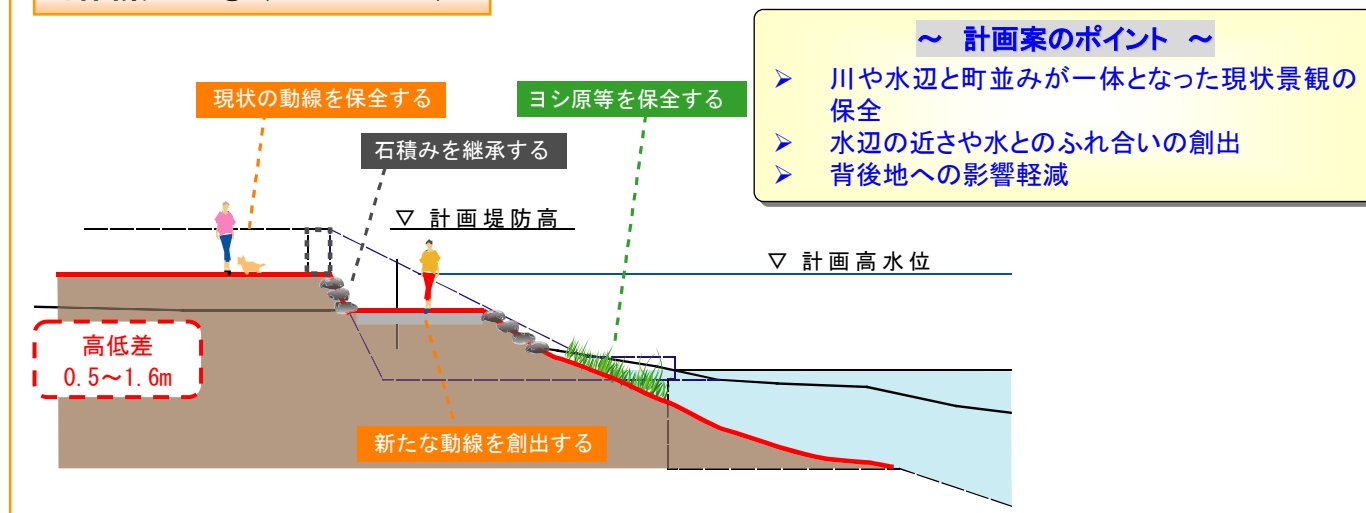 ～ 計画案のポイント ～
➢ 川や水辺と町並みが一体となった現状景観の
保全
➢ 水辺の近さや水とのふれ合いの創出
➢ 背後地への影響軽減
現状の動線を保全する
ヨシ原等を保全する
石積みを継承する
▽ 計画堤防高
▽ 計画高水位
高低差
0.5～1.6m
新たな動線を創出する